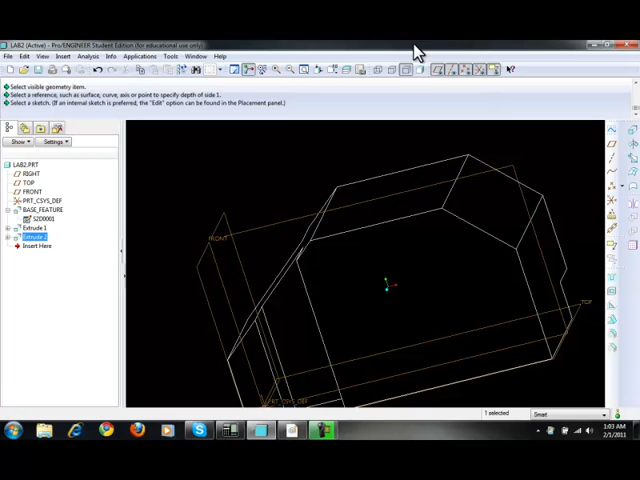 LAB2 (Active) - Pro/ENGINEER Student Edition (for educational use only)
File Edit View Insert Analysis Info Applications Tools Window Help
Select visible geometry item.
Select a reference, such as surface, curve, axis or point to specify depth of side 1.
Select a sketch. (If an internal sketch is preferred, the "Edit" option can be found in the Placement panel.)
Show Settings
LAB2.PRT
RIGHT
TOP
FRONT
PRT_CSYS_DEF
BASE_FEATURE
S2D0001
Extrude 1
Extrude 2
Insert Here
FRONT
TOP
PRT_CSYS_DEF
1 selected
Smart
1:03 AM
2/1/2011